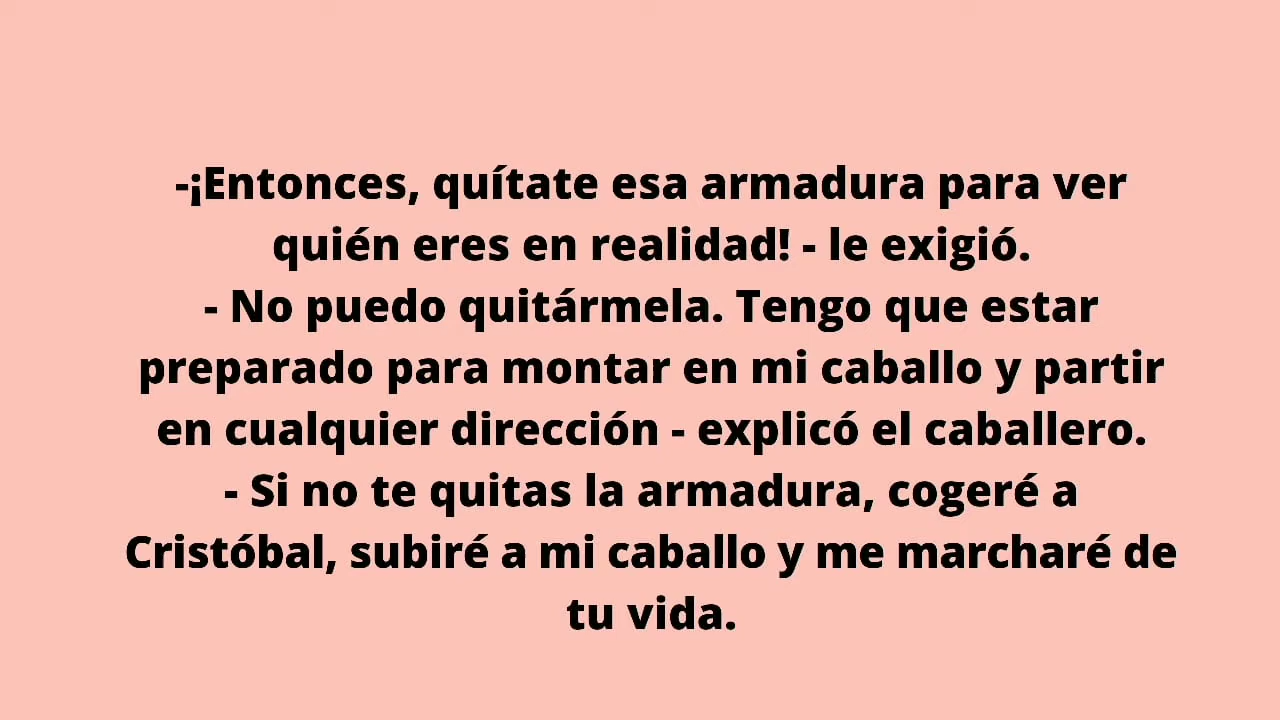 -¡Entonces, quítate esa armadura para ver
quién eres en realidad! - le exigió.
- No puedo quitármela. Tengo que estar
preparado para montar en mi caballo y partir
en cualquier dirección - explicó el caballero.
- Si no te quitas la armadura, cogeré a
Cristóbal, subiré a mi caballo y me marcharé de
tu vida.